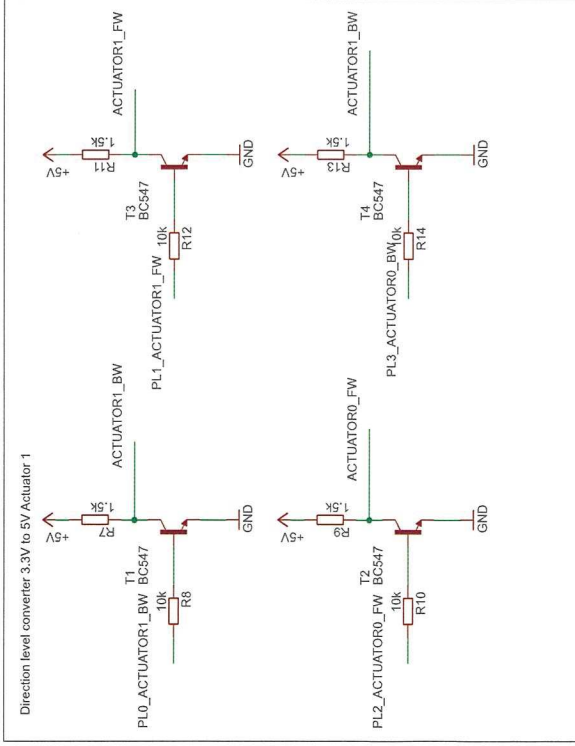 Direction level converter 3.3V to 5V Actuator 1
+5V
R7
1.5k
ACTUATOR1_BW
T1
BC547
PL0_ACTUATOR1_BW
10k
R8
GND
+5V
R11
1.5k
ACTUATOR1_FW
T3
BC547
PL1_ACTUATOR1_FW
10k
R12
GND
+5V
R9
1.5k
ACTUATOR0_FW
T2
BC547
PL2_ACTUATOR0_FW
10k
R10
GND
+5V
R13
1.5k
ACTUATOR1_BW
T4
BC547
PL3_ACTUATOR0_BW
10k
R14
GND